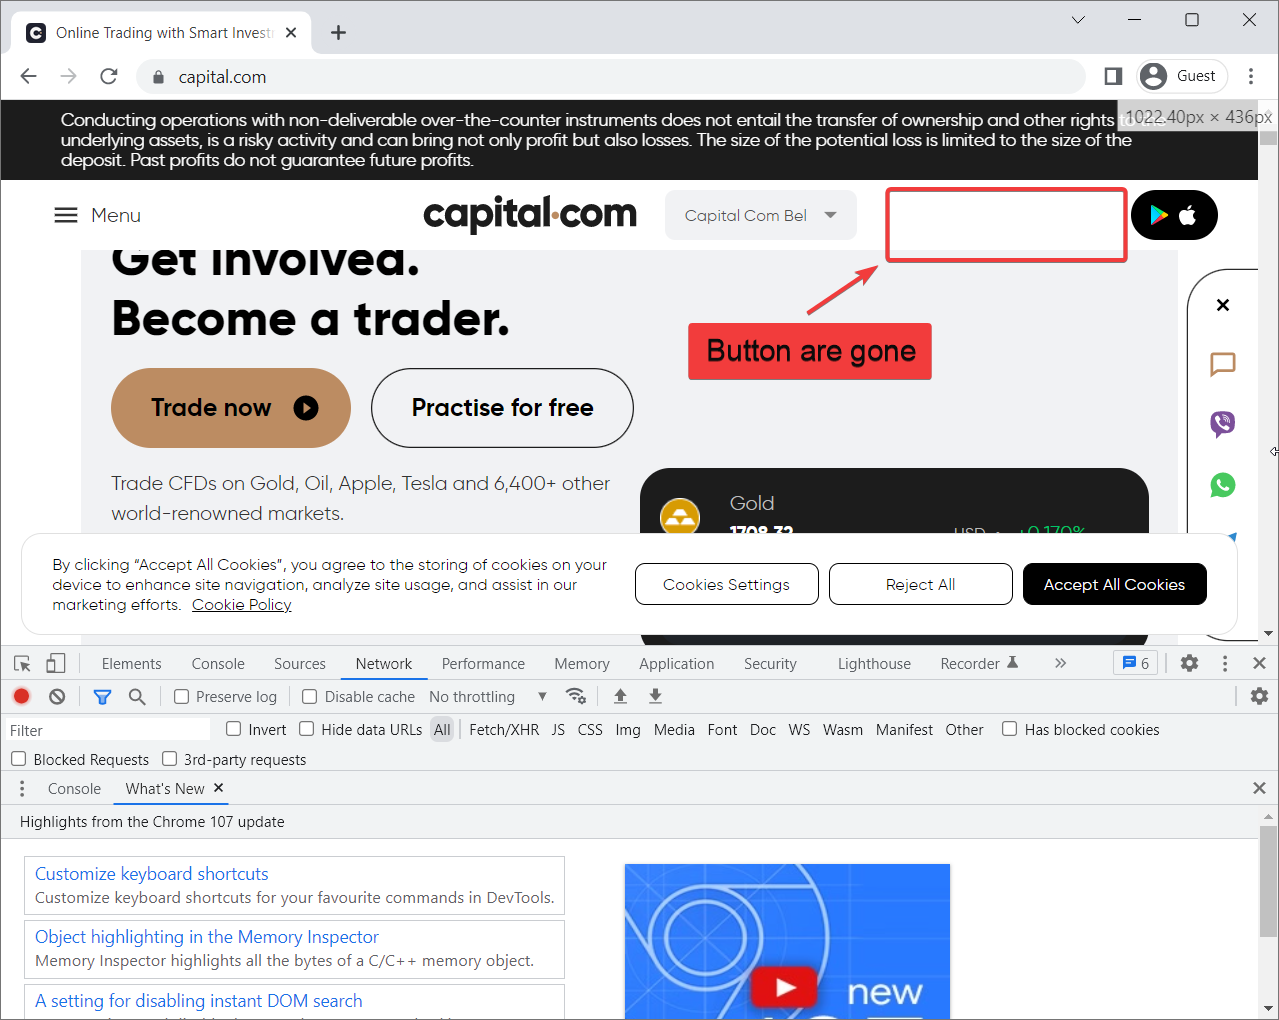 Online Trading with Smart Invest
capital.com
Guest
Conducting operations with non-deliverable over-the-counter instruments does not entail the transfer of ownership and other rights to the
1022.40px × 436px
underlying assets, is a risky activity and can bring not only profit but also losses. The size of the potential loss is limited to the size of the
deposit. Past profits do not guarantee future profits.
Menu
capital.com
Capital Com Bel
Get involved.
Become a trader.
Button are gone
Trade now
Practise for free
Trade CFDs on Gold, Oil, Apple, Tesla and 6,400+ other
world-renowned markets.
Gold
1708.32
USD
+0.170%
By clicking “Accept All Cookies”, you agree to the storing of cookies on your
device to enhance site navigation, analyze site usage, and assist in our
marketing efforts. Cookie Policy
Cookies Settings
Reject All
Accept All Cookies
Elements Console Sources Network Performance Memory Application Security Lighthouse Recorder 6
Preserve log Disable cache No throttling
Filter Invert Hide data URLs All Fetch/XHR JS CSS Img Media Font Doc WS Wasm Manifest Other Has blocked cookies
Blocked Requests 3rd-party requests
Console What's New
Highlights from the Chrome 107 update
Customize keyboard shortcuts
Customize keyboard shortcuts for your favourite commands in DevTools.
Object highlighting in the Memory Inspector
Memory Inspector highlights all the bytes of a C/C++ memory object.
A setting for disabling instant DOM search
new